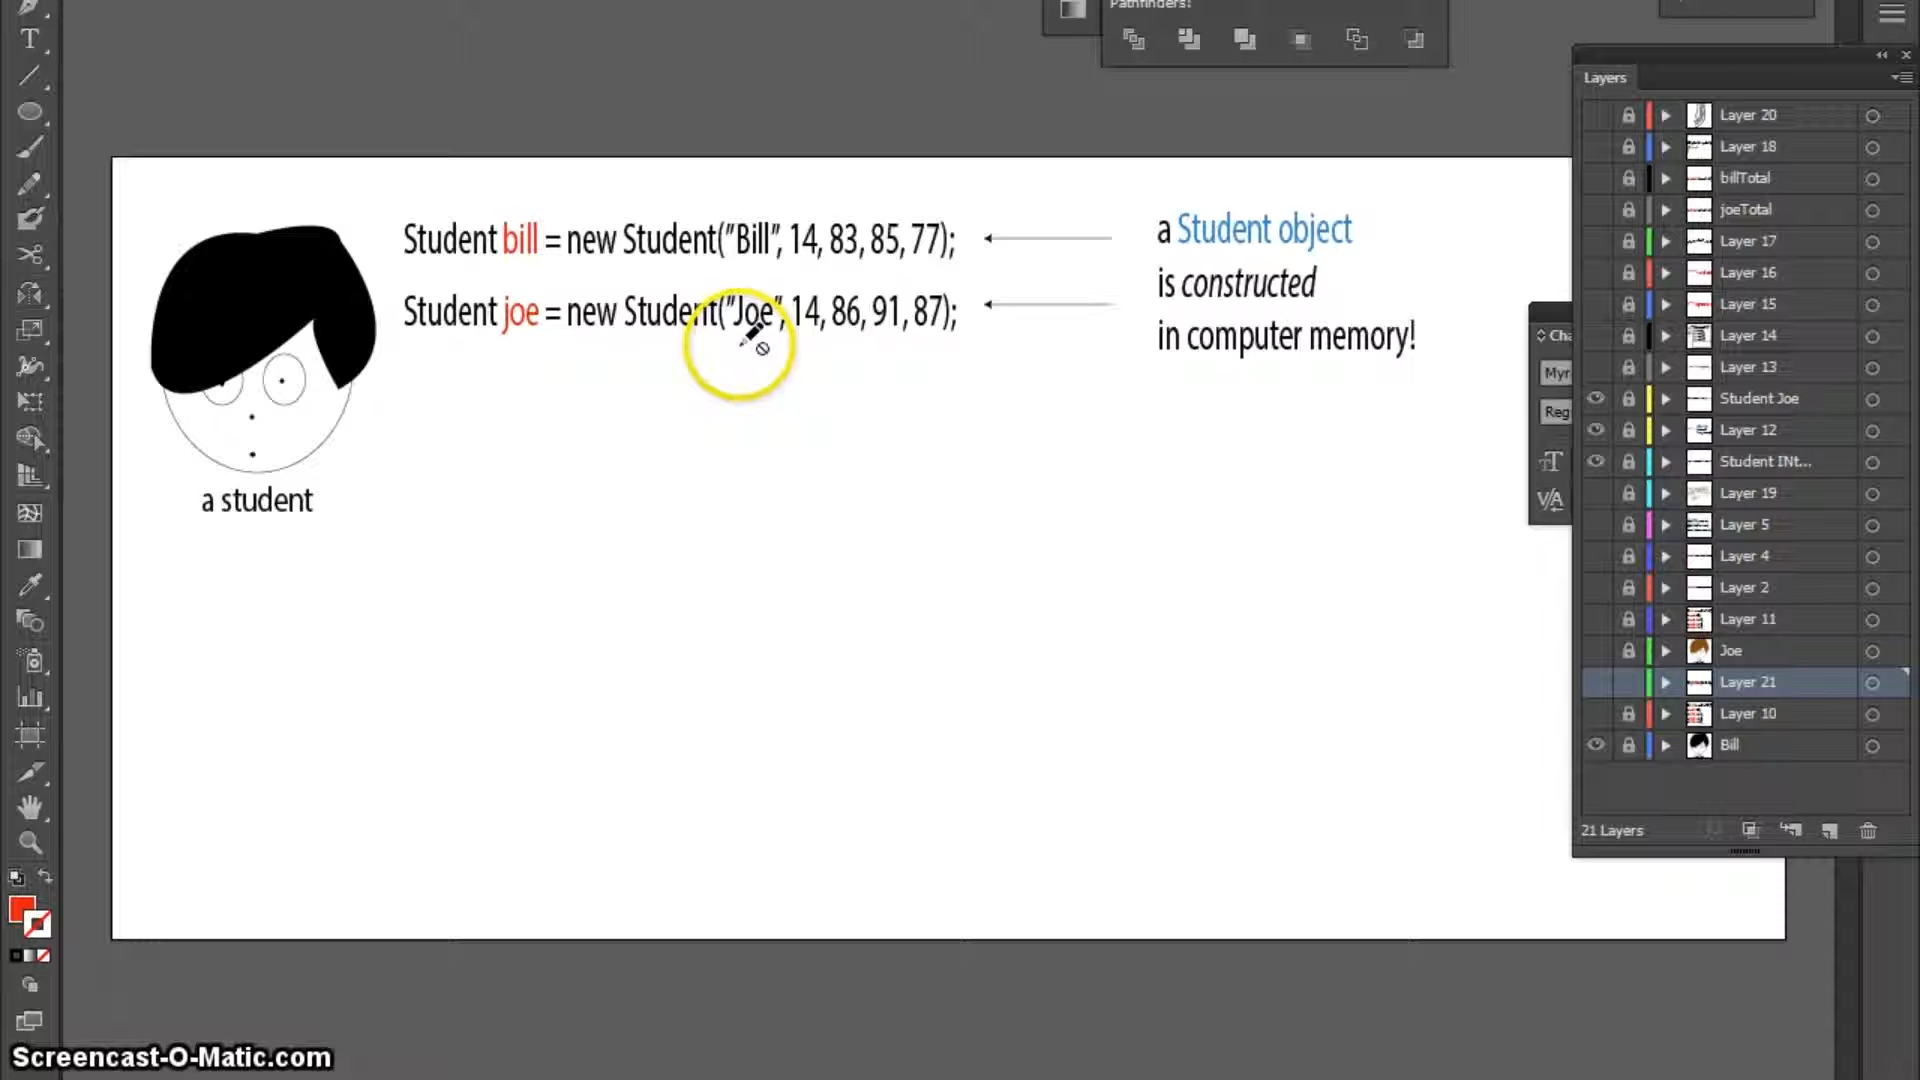 Pathfinders:
Layers
Layer 20
Layer 18
billTotal
joeTotal
Layer 17
Layer 16
Layer 15
Layer 14
Layer 13
Student Joe
Layer 12
Student INt...
Layer 19
Layer 5
Layer 4
Layer 2
Layer 11
Joe
Layer 21
Layer 10
Bill
21 Layers
Cha
Myr
Reg
Student bill = new Student("Bill", 14, 83, 85, 77);
Student joe = new Student("Joe", 14, 86, 91, 87);
a Student object
is constructed
in computer memory!
a student
Screencast-O-Matic.com